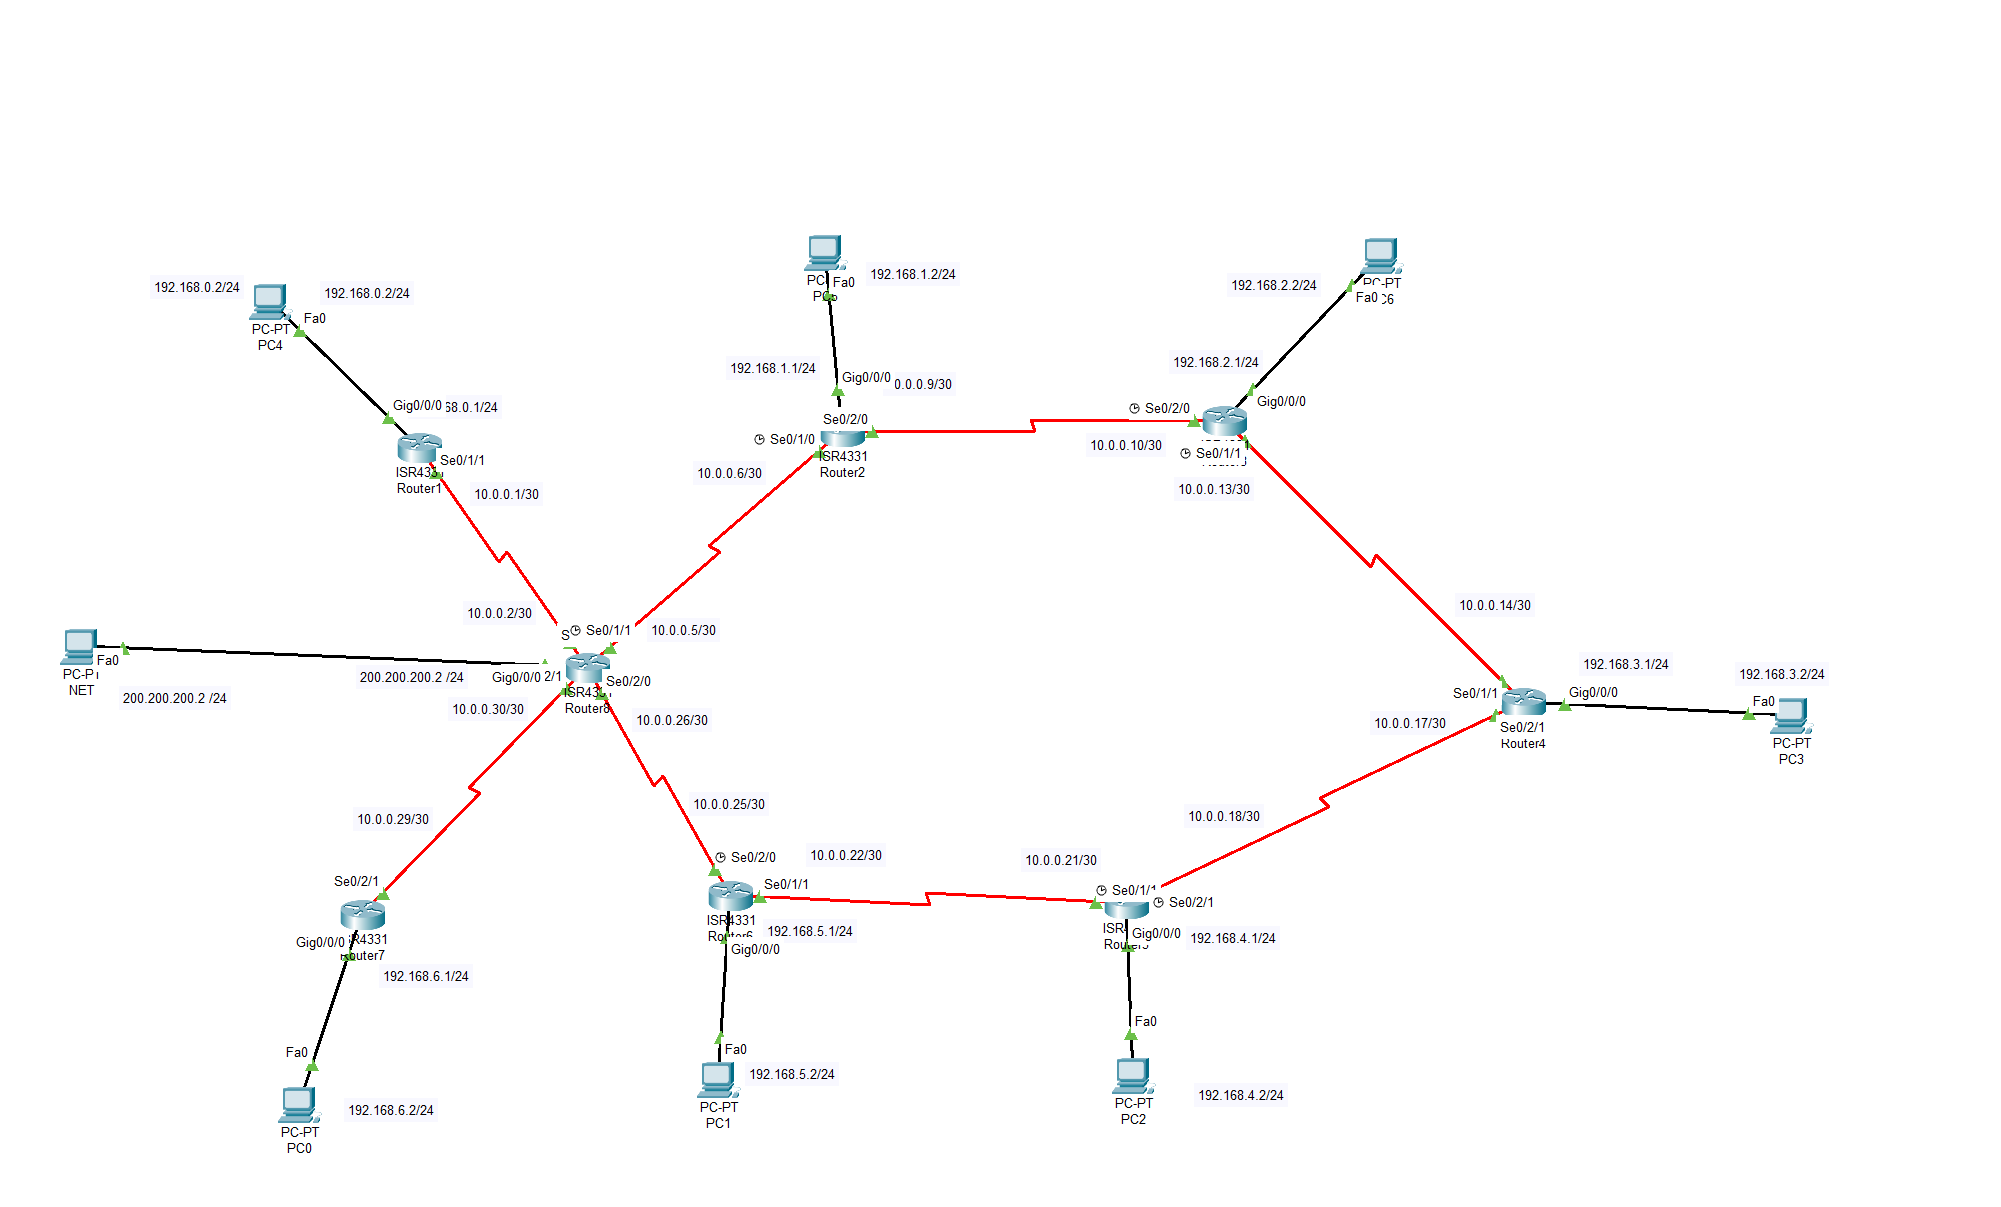 192.168.0.2/24
192.168.0.2/24
Fa0
PC-PT
PC4
Gig0/0/0
68.0.1/24
Se0/1/1
ISR4331
Router1
10.0.0.1/30
192.168.1.2/24
Fa0
192.168.1.1/24
Gig0/0/0
0.0.0.9/30
Se0/2/0
Se0/1/0
ISR4331
Router2
10.0.0.6/30
192.168.2.2/24
PC-PT
Fa0
C6
192.168.2.1/24
Gig0/0/0
Se0/2/0
10.0.0.10/30
Se0/1/1
10.0.0.13/30
10.0.0.2/30
S
Se0/1/1
10.0.0.5/30
Fa0
NET
200.200.200.2 /24
200.200.200.2 /24
Gig0/0/0
2/1
Se0/2/0
Router8
10.0.0.30/30
10.0.0.26/30
10.0.0.14/30
192.168.3.1/24
192.168.3.2/24
Se0/1/1
Gig0/0/0
Fa0
10.0.0.17/30
Se0/2/1
Router4
PC-PT
PC3
10.0.0.29/30
10.0.0.25/30
10.0.0.18/30
Se0/2/0
10.0.0.22/30
10.0.0.21/30
Se0/2/1
Se0/1/1
Se0/1/1
Se0/2/1
ISR4331
Gig0/0/0
R4331
Router7
192.168.6.1/24
192.168.5.1/24
Gig0/0/0
ISR
Gig0/0/0
192.168.4.1/24
Fa0
Fa0
Fa0
192.168.5.2/24
192.168.4.2/24
192.168.6.2/24
PC-PT
PC0
PC-PT
PC1
PC-PT
PC2